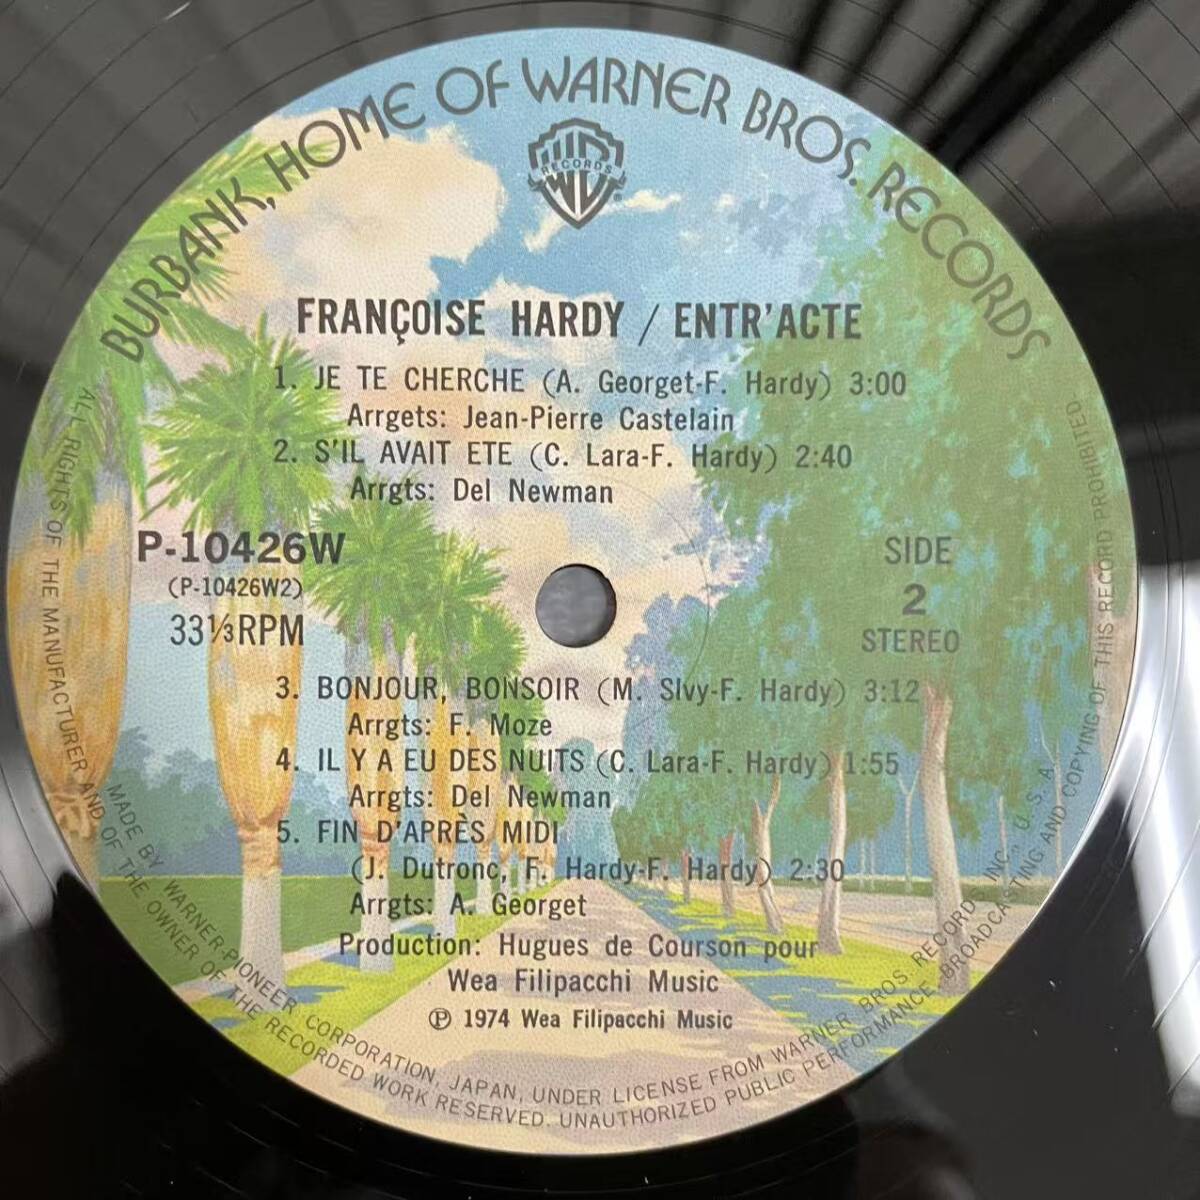 BURBANK, HOME OF WARNER BROS. RECORDS
RECORDS
FRANÇOISE HARDY / ENTR'ACTE
1. JE TE CHERCHE (A. Georget-F. Hardy) 3:00
Arrgets: Jean-Pierre Castelain
2. S'IL AVAIT ETE (C. Lara-F. Hardy) 2:40
Arrgts: Del Newman
P-10426W
(P-10426W2)
33⅓RPM
SIDE
2
STEREO
3. BONJOUR, BONSOIR (M. SIvy-F. Hardy) 3:12
Arrgts: F. Moze
4. IL Y A EU DES NUITS (C. Lara-F. Hardy) 1:55
Arrgts: Del Newman
5. FIN D'APRÈS MIDI
(J. Dutronc, F. Hardy-F. Hardy) 2:30
Arrgts: A. Georget
Production: Hugues de Courson pour
Wea Filipacchi Music
℗ 1974 Wea Filipacchi Music
MADE BY WARNER-PIONEER CORPORATION, JAPAN, UNDER LICENSE FROM WARNER BROS. RECORD INC., U. S. A.
ALL RIGHTS OF THE MANUFACTURER AND OF THE OWNER OF THE RECORDED WORK RESERVED. UNAUTHORIZED PUBLIC PERFORMANCE, BROADCASTING AND COPYING OF THIS RECORD PROHIBITED.